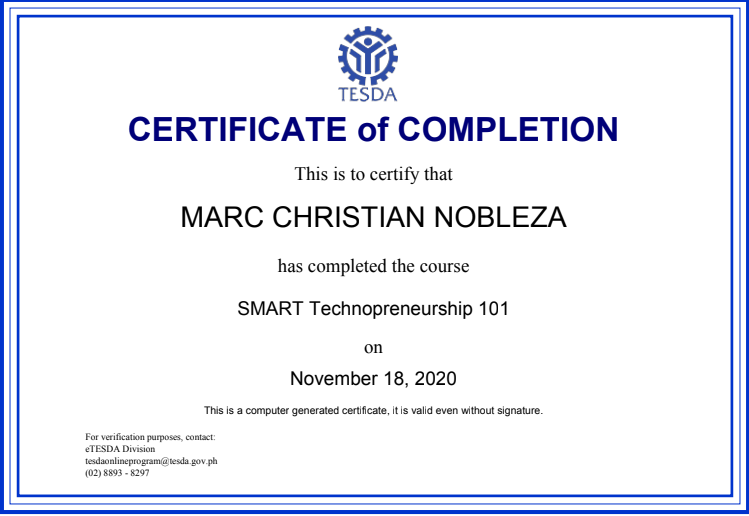 TESDA
CERTIFICATE of COMPLETION
This is to certify that
MARC CHRISTIAN NOBLEZA
has completed the course
SMART Technopreneurship 101
on
November 18, 2020
This is a computer generated certificate, it is valid even without signature.
For verification purposes, contact:
eTESDA Division
tesdaonlineprogram@tesda.gov.ph
(02) 8893 - 8297